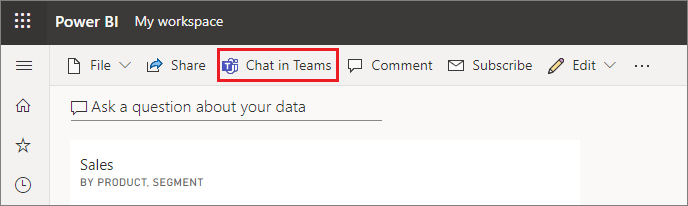 Power BI My workspace
File Share Chat in Teams Comment Subscribe Edit ...
Ask a question about your data
Sales
BY PRODUCT, SEGMENT